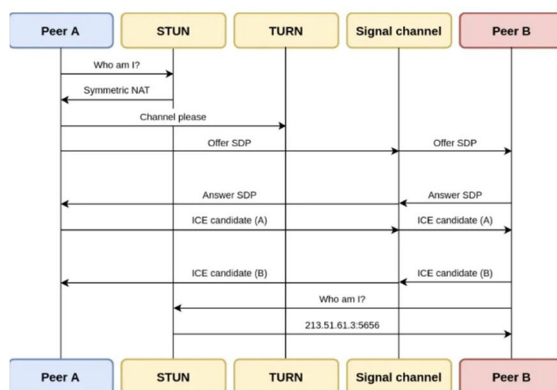 Peer A STUN TURN Signal channel Peer B
Who am I?
Symmetric NAT
Channel please
Offer SDP Offer SDP
Answer SDP Answer SDP
ICE candidate (A) ICE candidate (A)
ICE candidate (B) ICE candidate (B)
Who am I?
213.51.61.3:5656
Peer A STUN TURN Signal channel Peer B